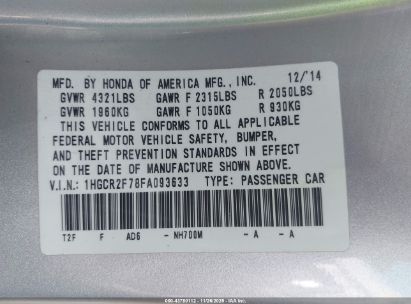 MFD. BY HONDA OF AMERICA MFG., INC. 12/'14
GVWR 4321LBS GAWR F 2315LBS R 2050LBS
GVWR 1960KG GAWR F 1050KG R 930KG
THIS VEHICLE CONFORMS TO ALL APPLICABLE
FEDERAL MOTOR VEHICLE SAFETY, BUMPER,
AND THEFT PREVENTION STANDARDS IN EFFECT
ON THE DATE OF MANUFACTURE SHOWN ABOVE.
V.I.N.: 1HGCR2F78FA093633 TYPE: PASSENGER CAR
T2F F AD6 - NH700M - A - A